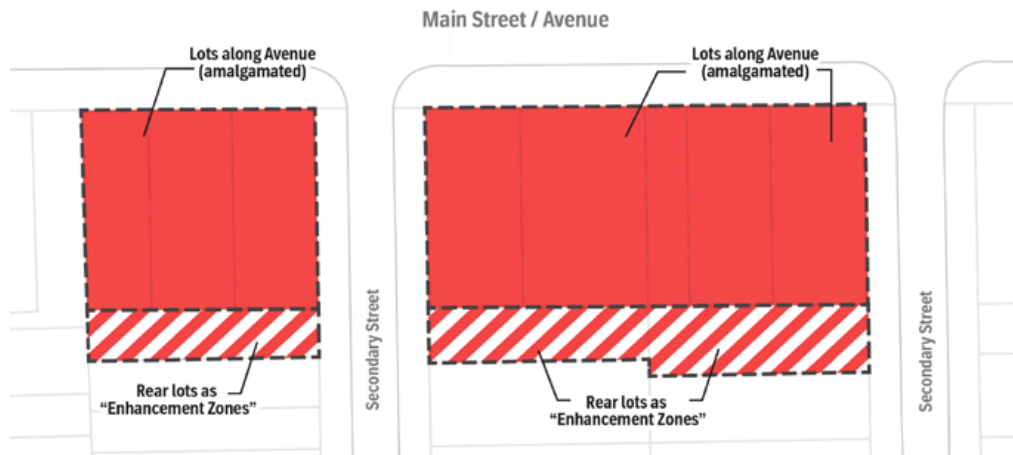 Main Street / Avenue
Lots along Avenue
(amalgamated)
Lots along Avenue
(amalgamated)
Secondary Street
Secondary Street
Rear lots as
“Enhancement Zones”
Rear lots as
“Enhancement Zones”